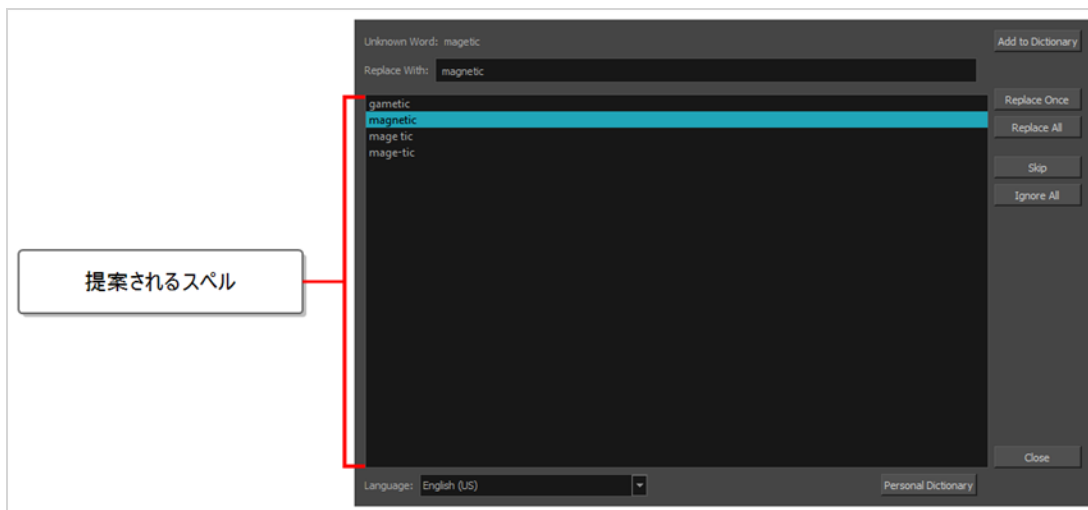 Unknown Word: magetic
Add to Dictionary
Replace With: magnetic
gametic
magnetic
mage tic
mage-tic
Replace Once
Replace All
Skip
Ignore All
提案されるスペル
Close
Language: English (US)
Personal Dictionary